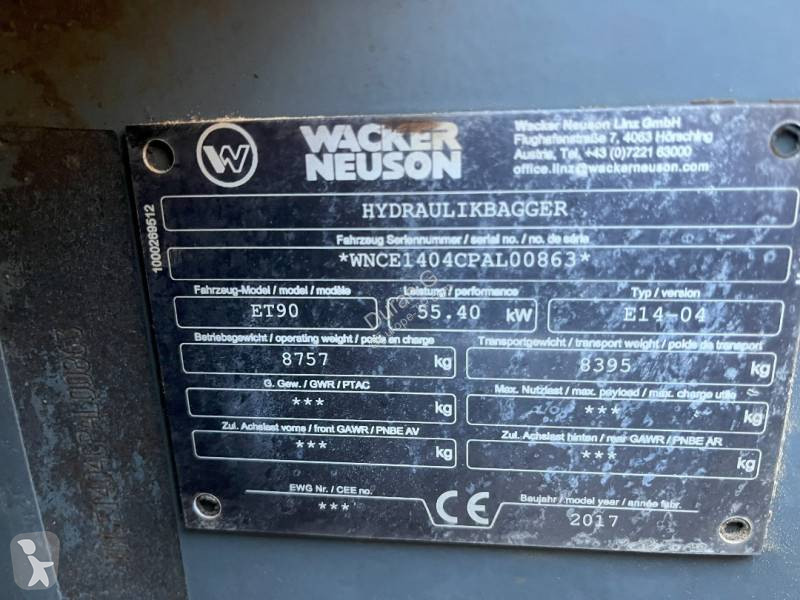 WACKER
NEUSON
Wacker Neuson Linz GmbH
Flughafenstraße 7, 4063 Hörsching
Austria, Tel. +43 (0)7221 63000
office.linz@wackerneuson.com
1000269512
HYDRAULIKBAGGER
Fahrzeug Seriennummer / serial no. / no. de série
*WNCE1404CPAL00863*
Fahrzeug-Model / model / modèle
ET90
Leistung / performance
55.40 kW
Typ / version
E14-04
Betriebsgewicht / operating weight / poids en charge
8757 kg
Transportgewicht / transport weight / poids de transport
8395 kg
G. Gew. / GWR / PTAC
*** kg
Max. Nutzlast / max. payload / max. charge utile
*** kg
Zul. Achslast vorne / front GAWR / PNBE AV
*** kg
Zul. Achslast hinten / rear GAWR / PNBE AR
*** kg
EWG Nr. / CEE no.
***
CE
Baujahr / model year / année fabr.
2017